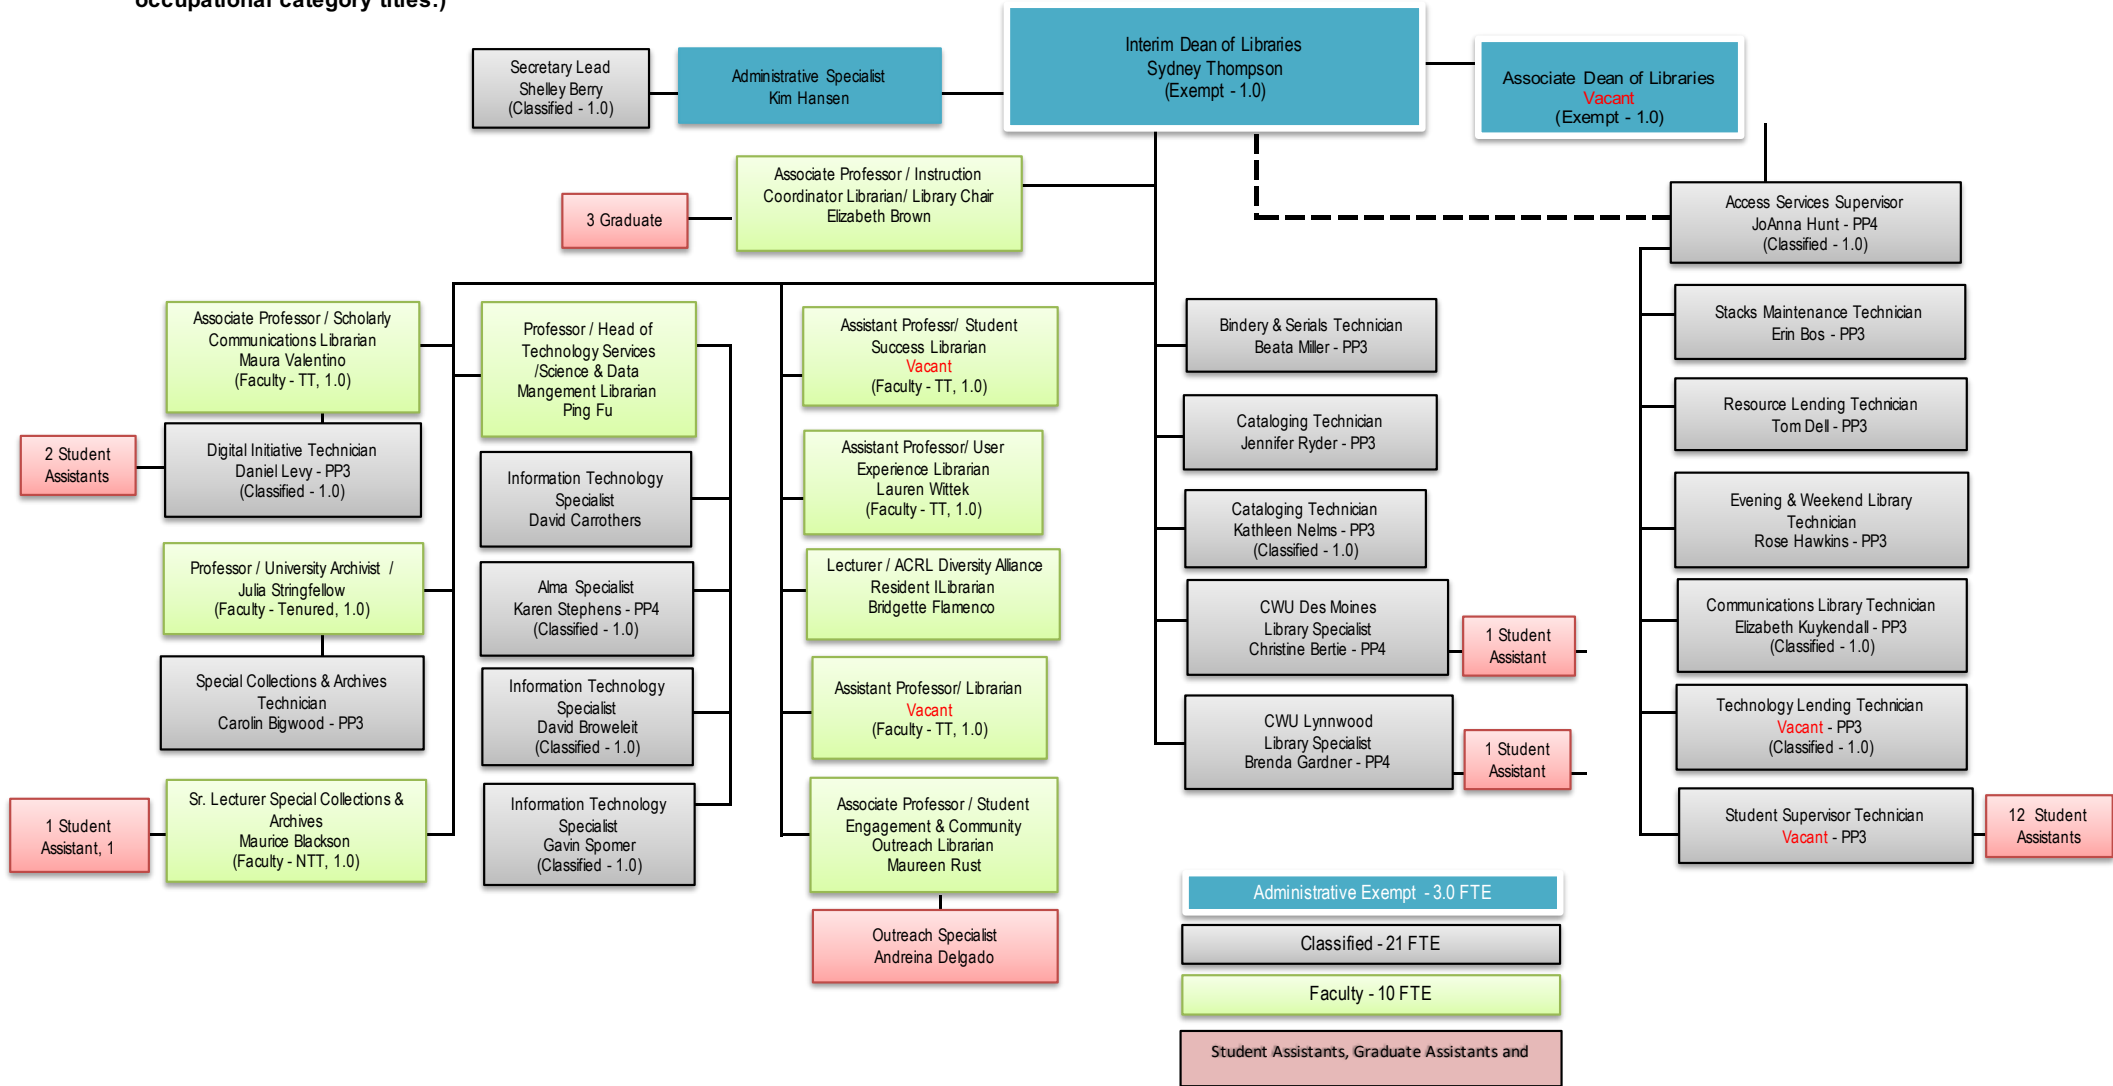 occupational category titles.)
Interim Dean of Libraries
Sydney Thompson
(Exempt - 1.0)
Secretary Lead
Shelley Berry
(Classified - 1.0)
Administrative Specialist
Kim Hansen
Associate Dean of Libraries
Vacant
(Exempt - 1.0)
Associate Professor / Instruction
Coordinator Librarian/ Library Chair
Elizabeth Brown
3 Graduate
Access Services Supervisor
JoAnna Hunt - PP4
(Classified - 1.0)
Associate Professor / Scholarly
Communications Librarian
Maura Valentino
(Faculty - TT, 1.0)
2 Student
Assistants
Digital Initiative Technician
Daniel Levy - PP3
(Classified - 1.0)
Professor / University Archivist /
Julia Stringfellow
(Faculty - Tenured, 1.0)
Special Collections & Archives
Technician
Carolin Bigwood - PP3
1 Student
Assistant, 1
Sr. Lecturer Special Collections &
Archives
Maurice Blackson
(Faculty - NTT, 1.0)
Professor / Head of
Technology Services
/Science & Data
Mangement Librarian
Ping Fu
Information Technology
Specialist
David Carrothers
Alma Specialist
Karen Stephens - PP4
(Classified - 1.0)
Information Technology
Specialist
David Broweleit
(Classified - 1.0)
Information Technology
Specialist
Gavin Spomer
(Classified - 1.0)
Assistant Professr/ Student
Success Librarian
Vacant
(Faculty - TT, 1.0)
Assistant Professor/ User
Experience Librarian
Lauren Wittek
(Faculty - TT, 1.0)
Lecturer / ACRL Diversity Alliance
Resident lLibrarian
Bridgette Flamenco
Assistant Professor/ Librarian
Vacant
(Faculty - TT, 1.0)
Associate Professor / Student
Engagement & Community
Outreach Librarian
Maureen Rust
Outreach Specialist
Andreina Delgado
Bindery & Serials Technician
Beata Miller - PP3
Cataloging Technician
Jennifer Ryder - PP3
Cataloging Technician
Kathleen Nelms - PP3
(Classified - 1.0)
CWU Des Moines
Library Specialist
Christine Bertie - PP4
1 Student
Assistant
CWU Lynnwood
Library Specialist
Brenda Gardner - PP4
1 Student
Assistant
Stacks Maintenance Technician
Erin Bos - PP3
Resource Lending Technician
Tom Dell - PP3
Evening & Weekend Library
Technician
Rose Hawkins - PP3
Communications Library Technician
Elizabeth Kuykendall - PP3
(Classified - 1.0)
Technology Lending Technician
Vacant - PP3
(Classified - 1.0)
Student Supervisor Technician
Vacant - PP3
12 Student
Assistants
Administrative Exempt - 3.0 FTE
Classified - 21 FTE
Faculty - 10 FTE
Student Assistants, Graduate Assistants and